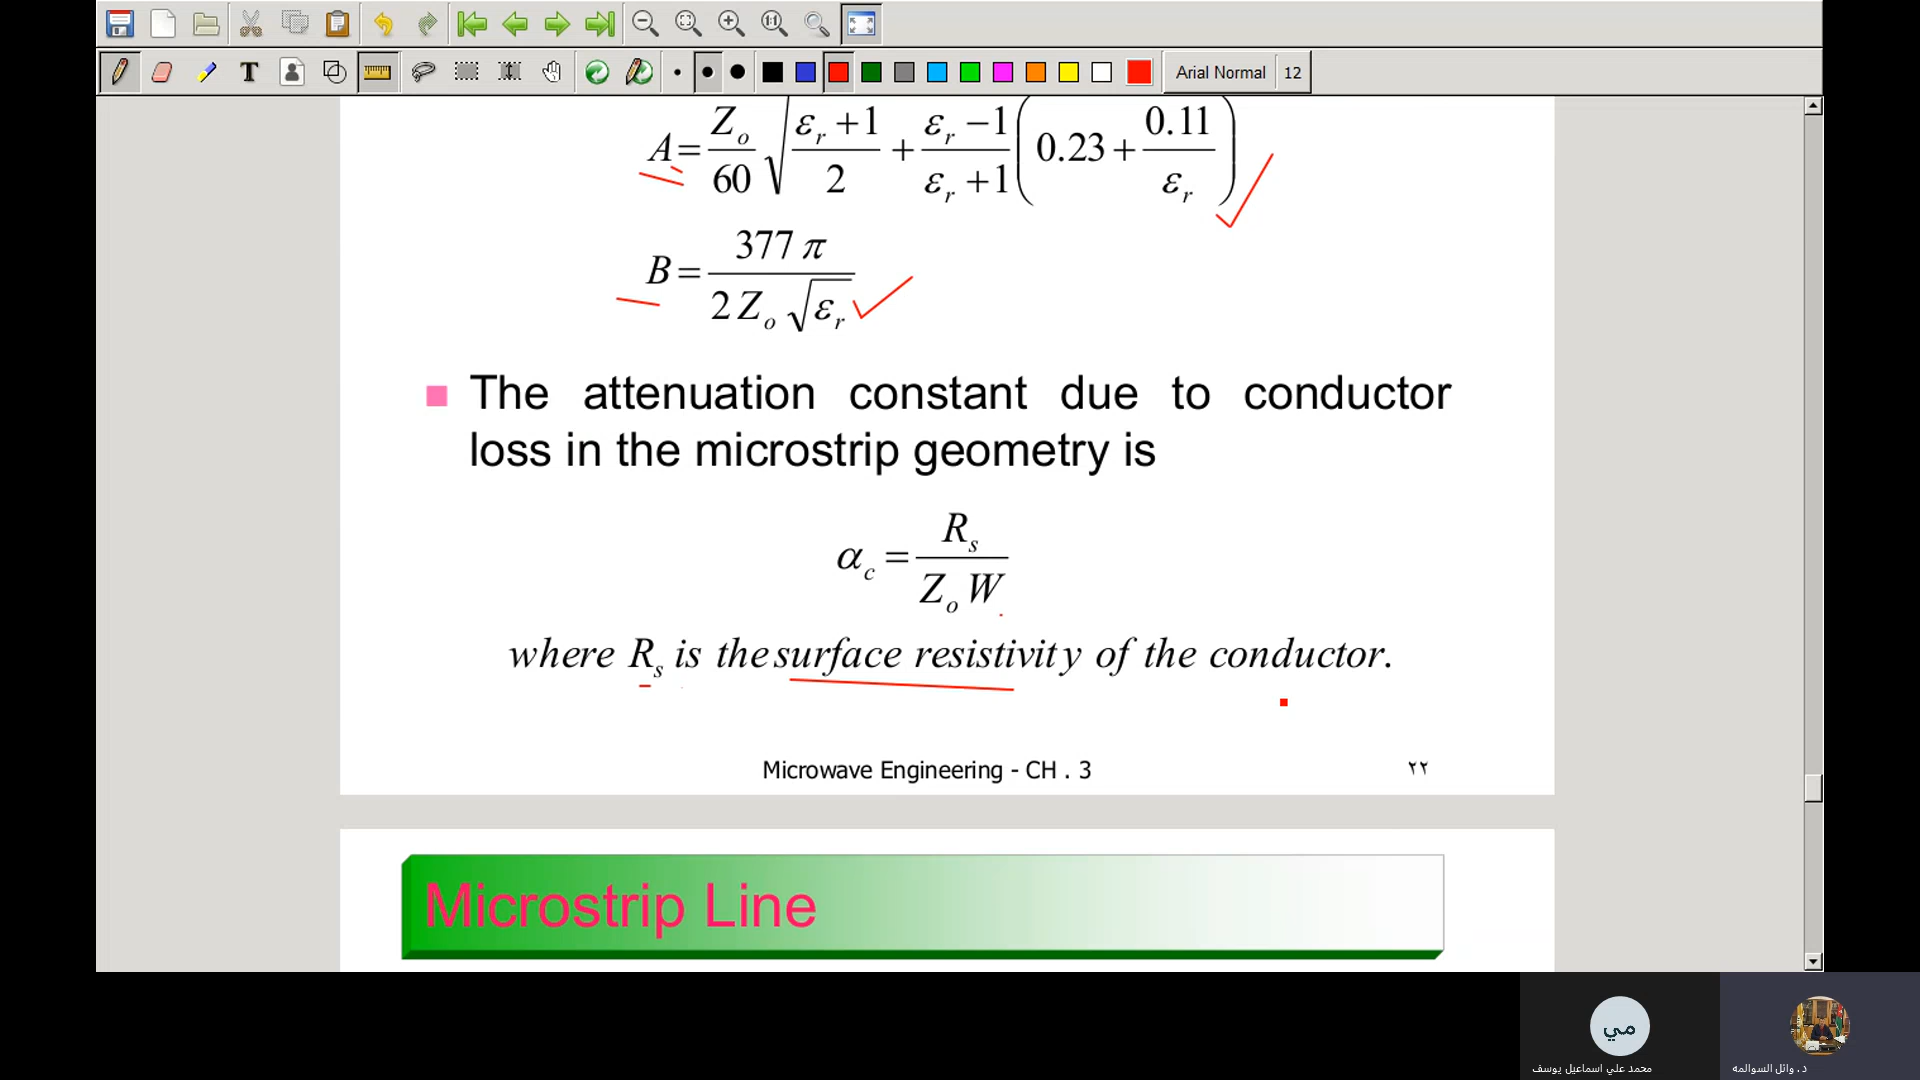 Arial Normal 12
A = Z_o/60 √((ε_r + 1)/2) + (ε_r − 1)/(ε_r + 1) (0.23 + 0.11/ε_r)
B = 377 π / (2 Z_o √ε_r)
The attenuation constant due to conductor
loss in the microstrip geometry is
α_c = R_s / (Z_o W)
where R_s is the surface resistivity of the conductor.
Microwave Engineering - CH . 3
٢٢
Microstrip Line
مي
محمد علي اسماعيل يوسف
د . وائل السوالمه